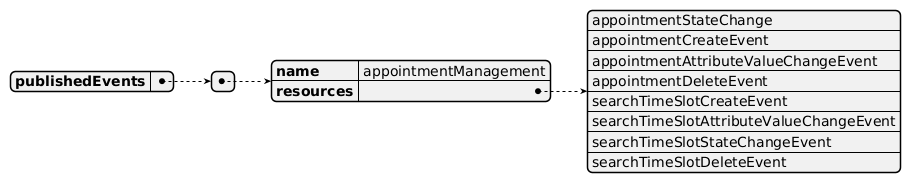 publishedEvents
name appointmentManagement
resources
appointmentStateChange
appointmentCreateEvent
appointmentAttributeValueChangeEvent
appointmentDeleteEvent
searchTimeSlotCreateEvent
searchTimeSlotAttributeValueChangeEvent
searchTimeSlotStateChangeEvent
searchTimeSlotDeleteEvent